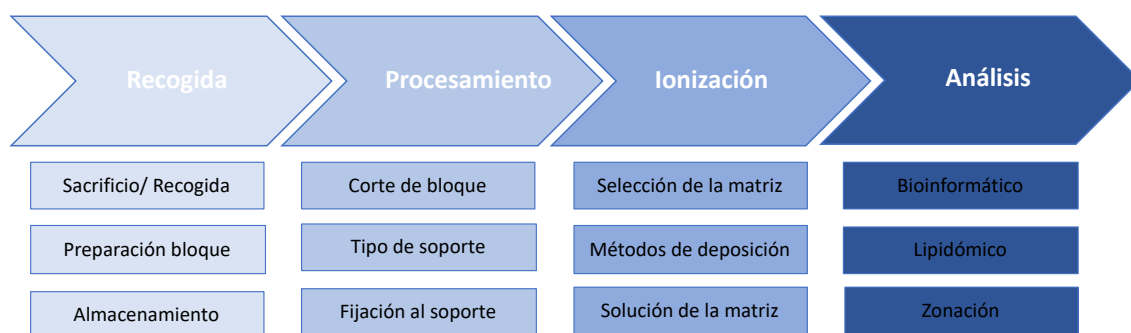 Recogida
Procesamiento
Ionización
Análisis
Sacrificio/ Recogida
Corte de bloque
Selección de la matriz
Bioinformático
Preparación bloque
Tipo de soporte
Métodos de deposición
Lipidómico
Almacenamiento
Fijación al soporte
Solución de la matriz
Zonación